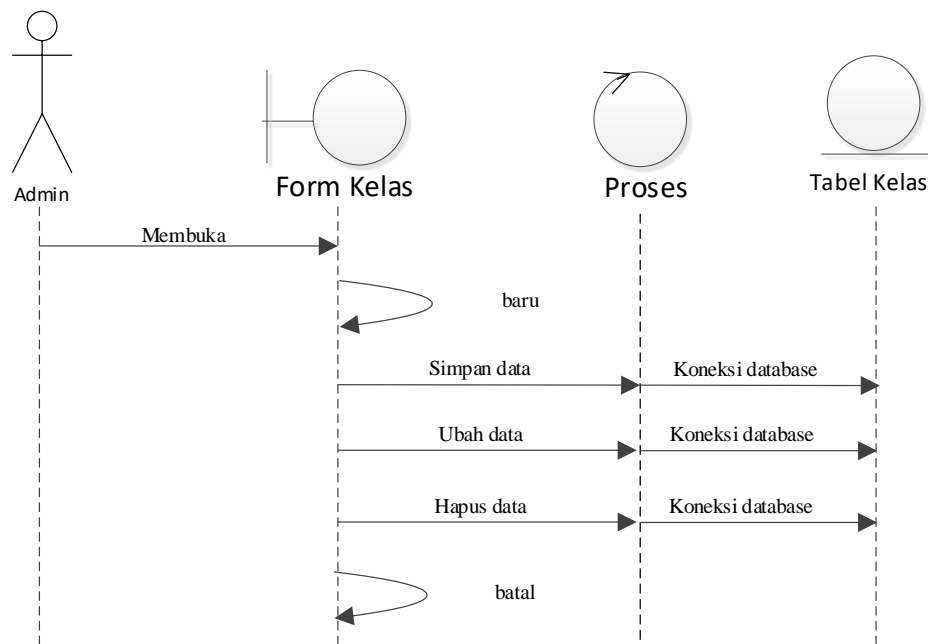 Admin
Form Kelas
Proses
Tabel Kelas
Membuka
baru
Simpan data
Koneksi database
Ubah data
Koneksi database
Hapus data
Koneksi database
batal